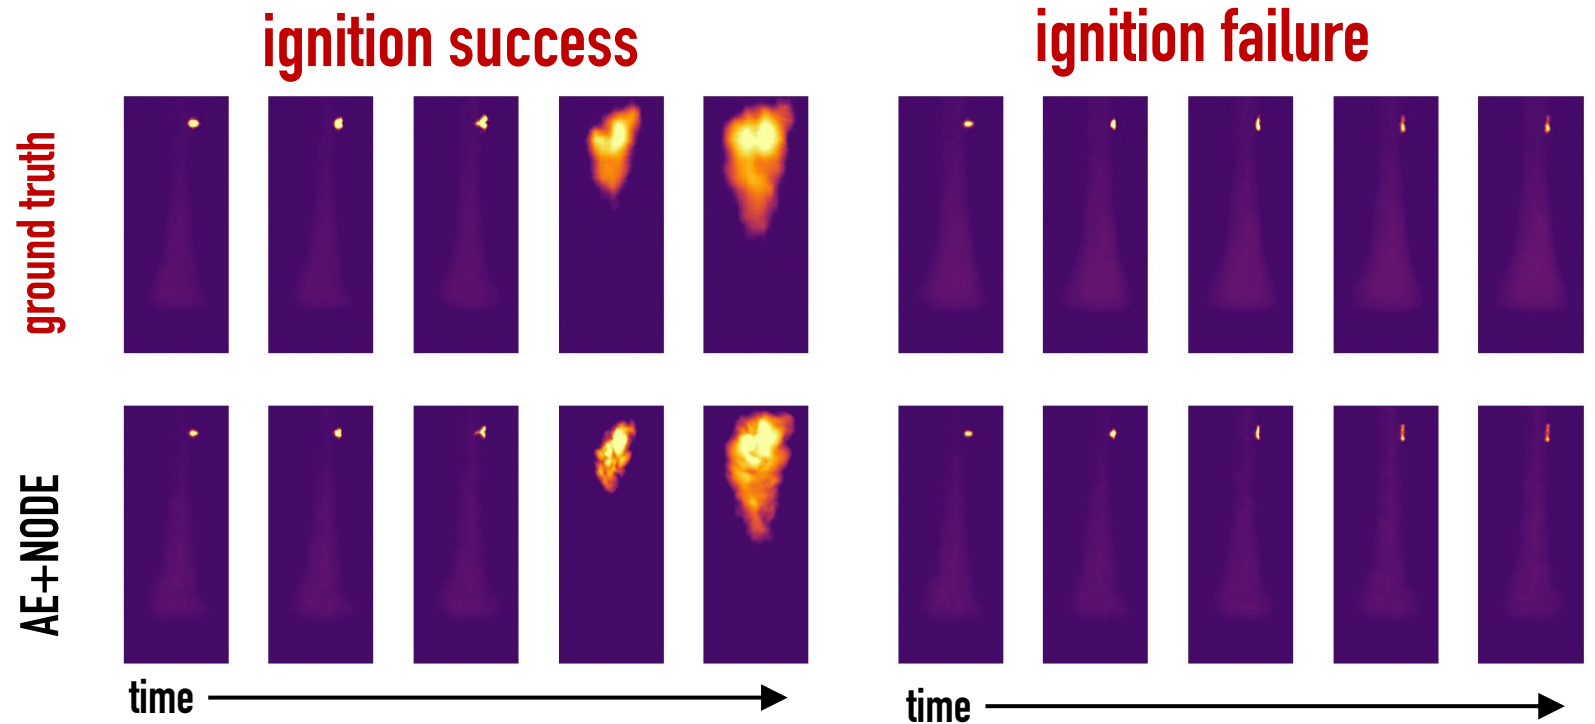 ignition success
ignition failure
ground truth
AE+NODE
time
time